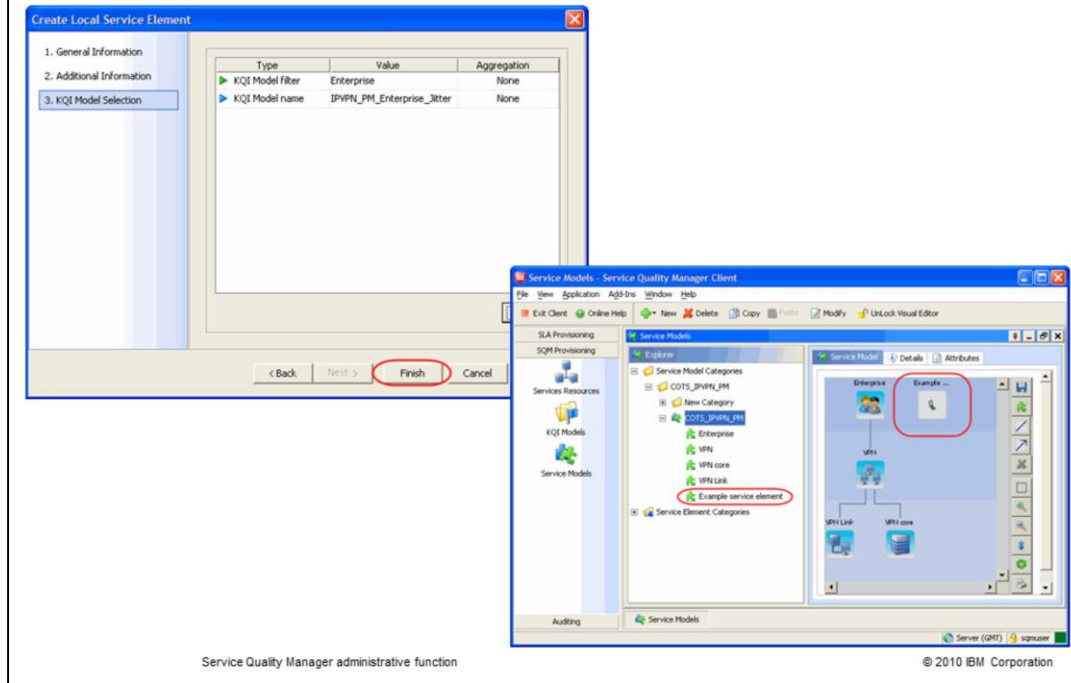 Create Local Service Element
1. General Information
2. Additional Information
3. KQI Model Selection
Type Value Aggregation
KQI Model filter Enterprise None
KQI Model name IPVPN_PM_Enterprise_Jitter None
< Back Next > Finish Cancel
Service Models - Service Quality Manager Client
File View Application Add-Ins Window Help
Exit Client Online Help New Delete Copy Paste Modify UnLock Visual Editor
SLA Provisioning
SQM Provisioning
Services Resources
KQI Models
Service Models
Auditing
Service Models
Explorer
Service Model Categories
COTS_IPVPN_PM
New Category
COTS_IPVPN_PM
Enterprise
VPN
VPN core
VPN Link
Example service element
Service Element Categories
Service Model Details Attributes
Enterprise Example ...
VPN
VPN Link VPN core
Service Models
Server (GMT) sqmuser
Service Quality Manager administrative function
© 2010 IBM Corporation